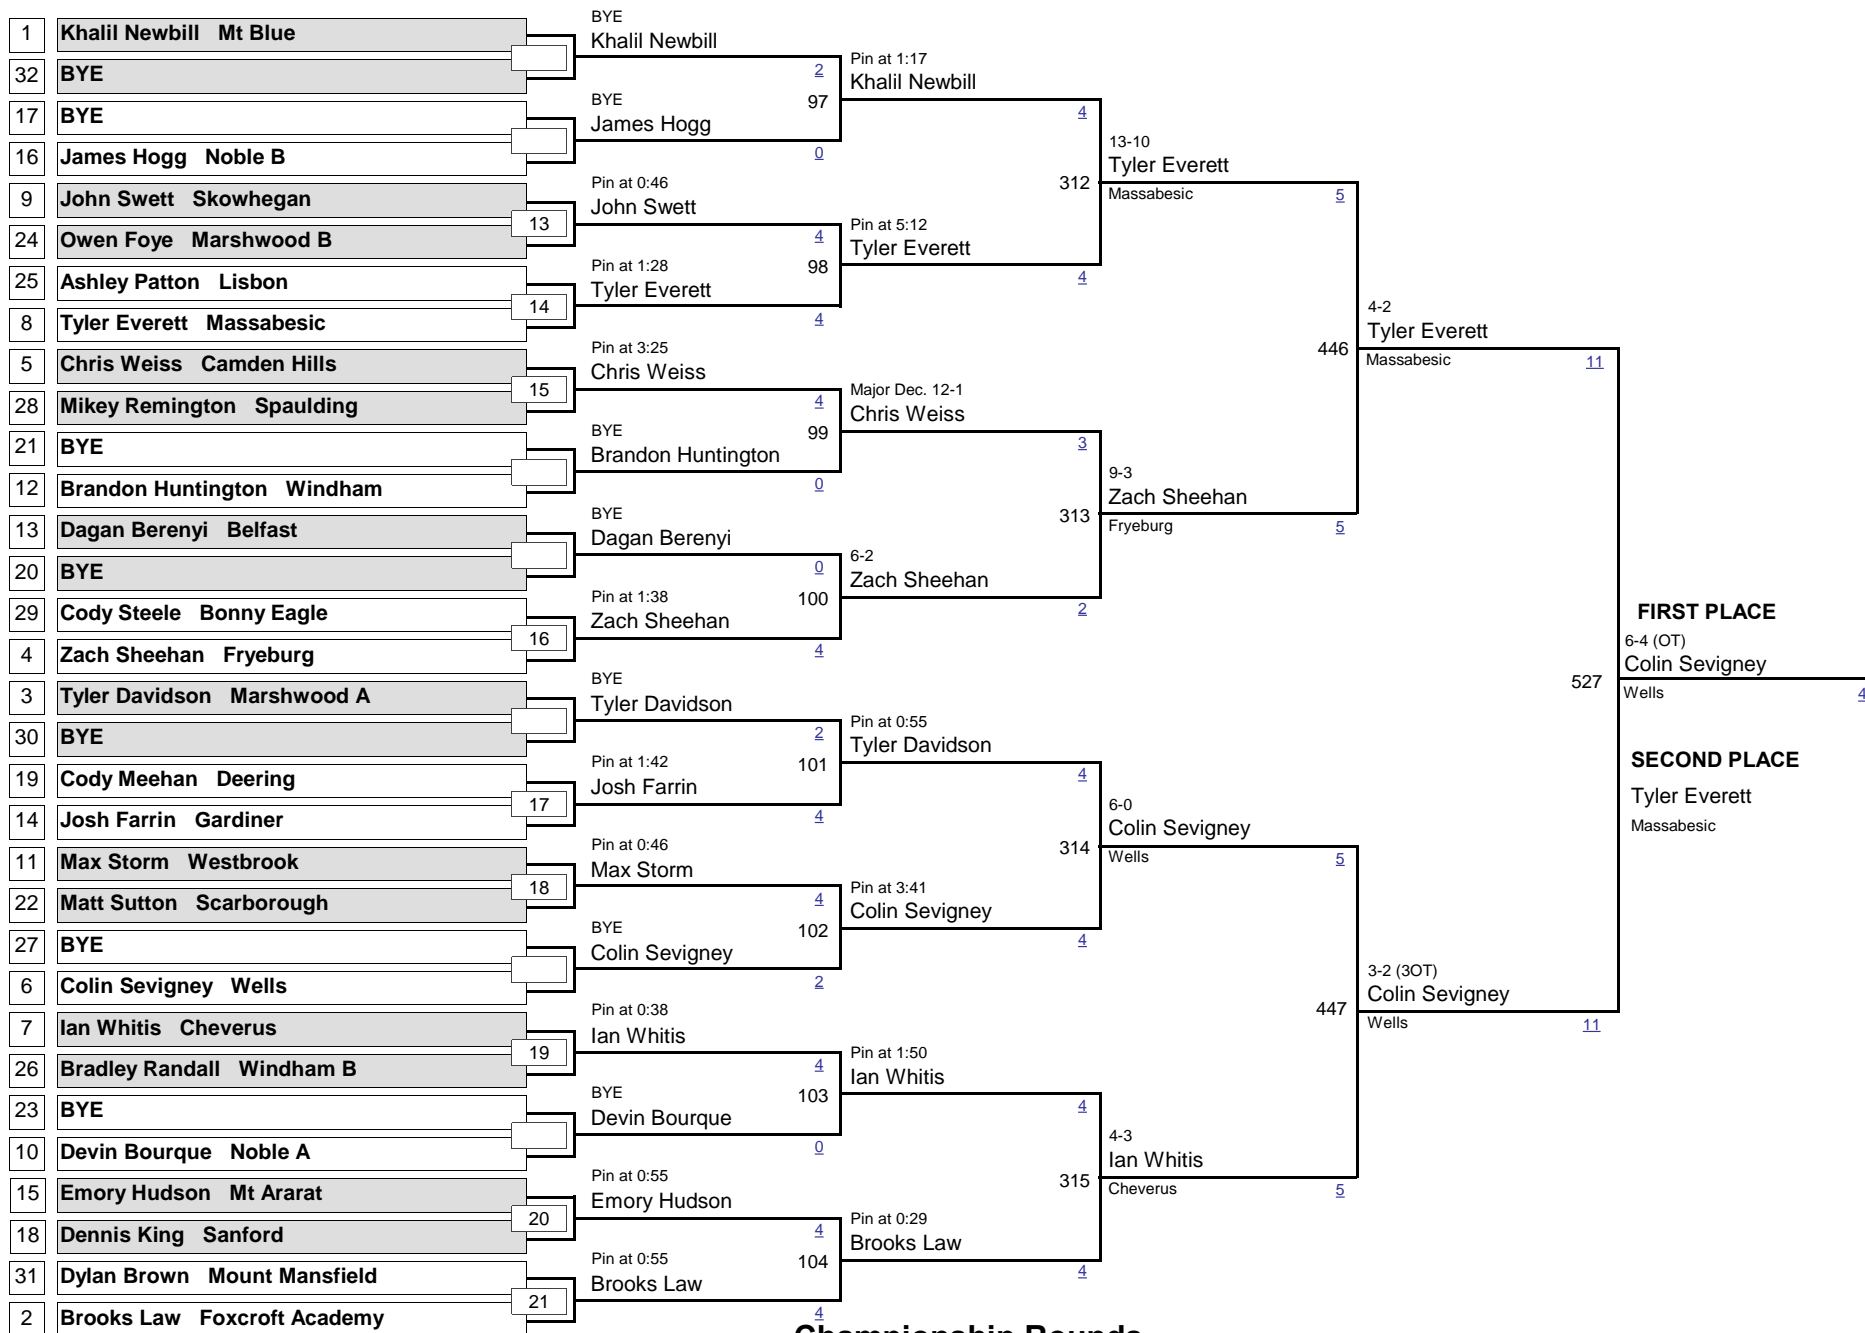 1 Khalil Newbill Mt Blue
32 BYE
17 BYE
16 James Hogg Noble B
9 John Swett Skowhegan
24 Owen Foye Marshwood B
25 Ashley Patton Lisbon
8 Tyler Everett Massabesic
5 Chris Weiss Camden Hills
28 Mikey Remington Spaulding
21 BYE
12 Brandon Huntington Windham
13 Dagan Berenyi Belfast
20 BYE
29 Cody Steele Bonny Eagle
4 Zach Sheehan Fryeburg
3 Tyler Davidson Marshwood A
30 BYE
19 Cody Meehan Deering
14 Josh Farrin Gardiner
11 Max Storm Westbrook
22 Matt Sutton Scarborough
27 BYE
6 Colin Sevigney Wells
7 Ian Whitis Cheverus
26 Bradley Randall Windham B
23 BYE
10 Devin Bourque Noble A
15 Emory Hudson Mt Ararat
18 Dennis King Sanford
31 Dylan Brown Mount Mansfield
2 Brooks Law Foxcroft Academy
13
14
15
16
17
18
19
20
21
BYE
Khalil Newbill
2
97
BYE
James Hogg
0
Pin at 0:46
John Swett
4
98
Pin at 1:28
Tyler Everett
4
Pin at 3:25
Chris Weiss
4
99
BYE
Brandon Huntington
0
BYE
Dagan Berenyi
0
100
Pin at 1:38
Zach Sheehan
4
BYE
Tyler Davidson
2
101
Pin at 1:42
Josh Farrin
4
Pin at 0:46
Max Storm
4
102
BYE
Colin Sevigney
2
Pin at 0:38
Ian Whitis
4
103
BYE
Devin Bourque
0
Pin at 0:55
Emory Hudson
4
104
Pin at 0:55
Brooks Law
4
Pin at 1:17
Khalil Newbill
4
312
Pin at 5:12
Tyler Everett
4
Major Dec. 12-1
Chris Weiss
3
313
6-2
Zach Sheehan
2
Pin at 0:55
Tyler Davidson
4
314
Pin at 3:41
Colin Sevigney
4
Pin at 1:50
Ian Whitis
4
315
Pin at 0:29
Brooks Law
4
13-10
Tyler Everett
Massabesic
5
446
9-3
Zach Sheehan
Fryeburg
5
6-0
Colin Sevigney
Wells
5
447
4-3
Ian Whitis
Cheverus
5
4-2
Tyler Everett
Massabesic
11
527
3-2 (3OT)
Colin Sevigney
Wells
11
FIRST PLACE
6-4 (OT)
Colin Sevigney
Wells
4
SECOND PLACE
Tyler Everett
Massabesic
Championship Rounds